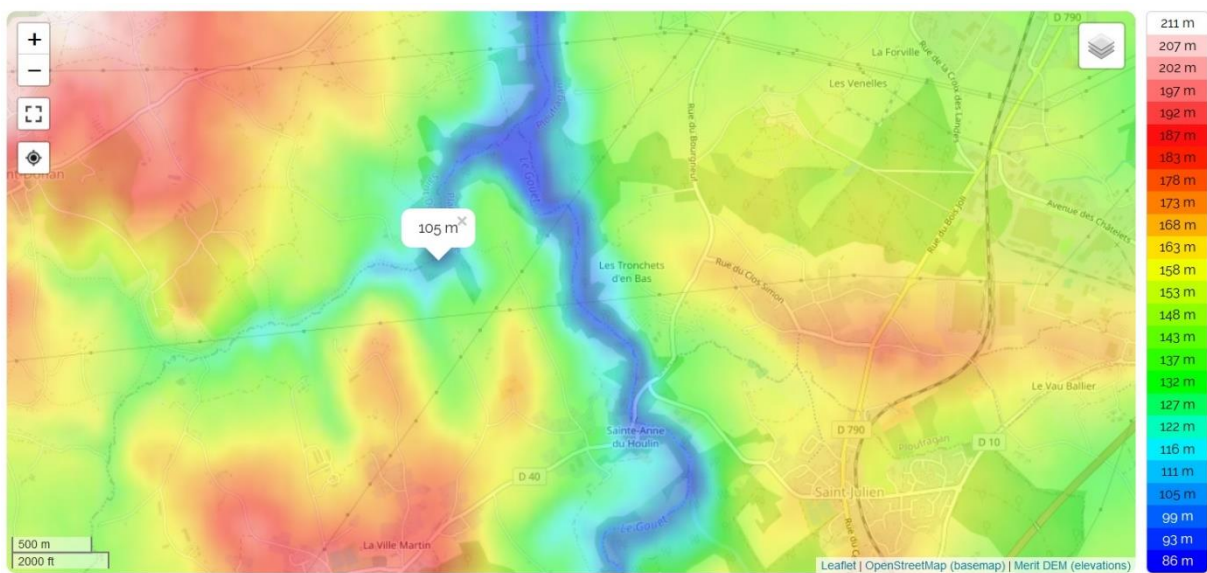 +
−
D 790
La Forville
Rue de la Croix des Landes
Les Venelles
Rue du Bourgneuf
Ploufragan
Le Gouët
105 m
×
Rue du Bois Joli
Avenue des Châtelets
Les Tronchets
d'en Bas
Rue du Clos Simon
Le Vau Ballier
Sainte-Anne
du Houlin
D 790
Ploufragan
D 10
D 40
Saint-Julien
Le Gouët
La Ville Martin
500 m
2000 ft
Leaflet | OpenStreetMap (basemap) | Merit DEM (elevations)
211 m
207 m
202 m
197 m
192 m
187 m
183 m
178 m
173 m
168 m
163 m
158 m
153 m
148 m
143 m
137 m
132 m
127 m
122 m
116 m
111 m
105 m
99 m
93 m
86 m